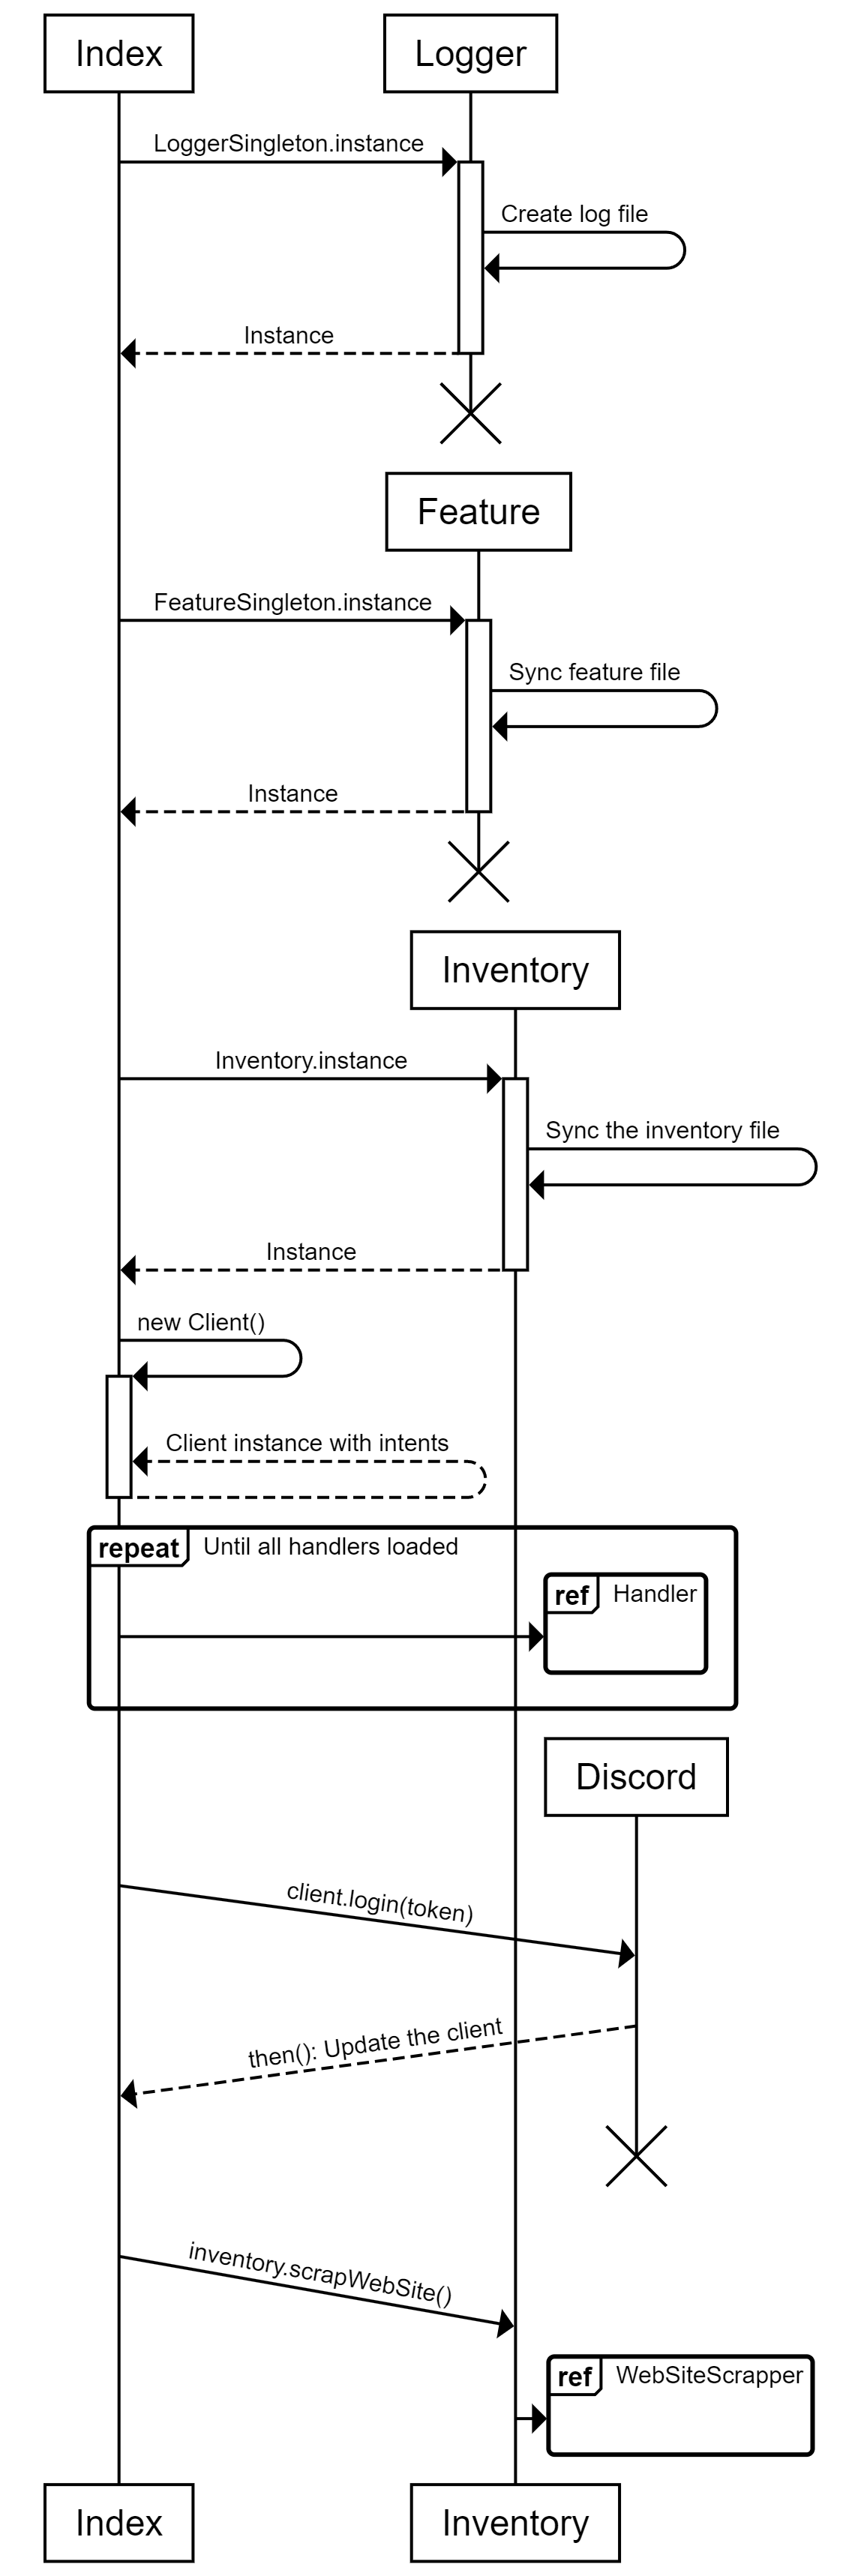 Index
Logger
LoggerSingleton.instance
Create log file
Instance
Feature
FeatureSingleton.instance
Sync feature file
Instance
Inventory
Inventory.instance
Sync the inventory file
Instance
new Client()
Client instance with intents
repeat Until all handlers loaded
ref Handler
Discord
client.login(token)
then(): Update the client
inventory.scrapWebSite()
ref WebSiteScrapper
Index
Inventory